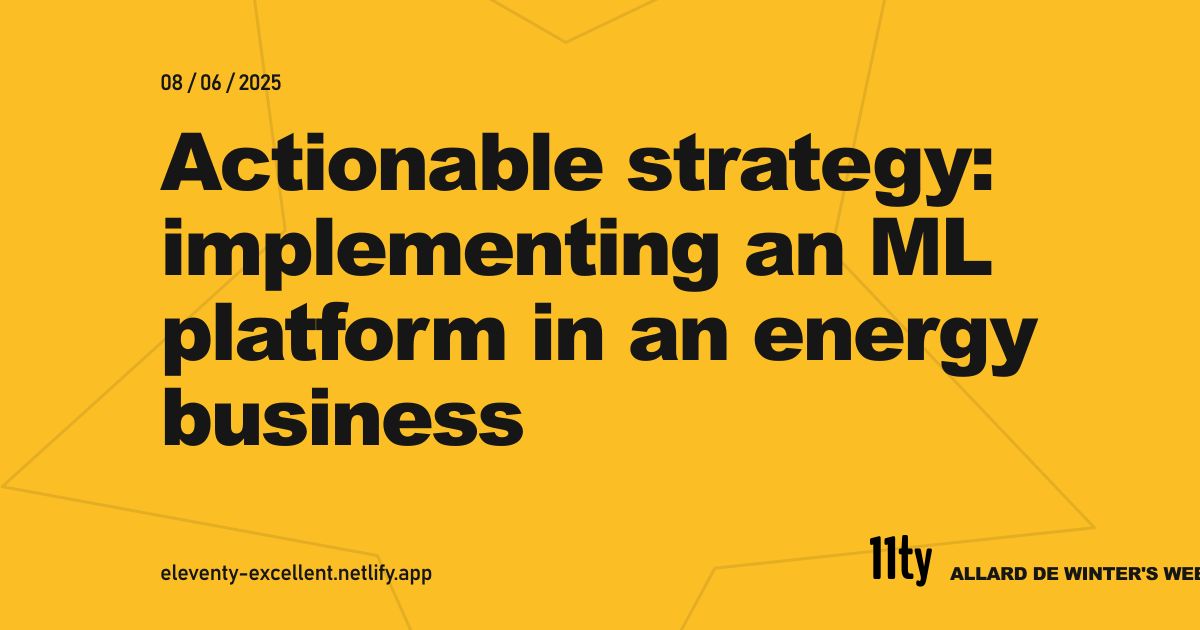 08 / 06 / 2025
Actionable strategy:
implementing an ML
platform in an energy
business
eleventy-excellent.netlify.app
11ty
ALLARD DE WINTER'S